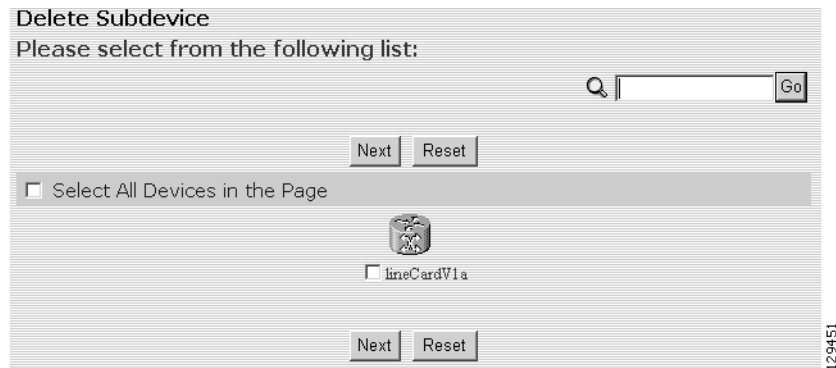 Delete Subdevice
Please select from the following list:
Go
Next Reset
Select All Devices in the Page
lineCardV1a
Next Reset
129451